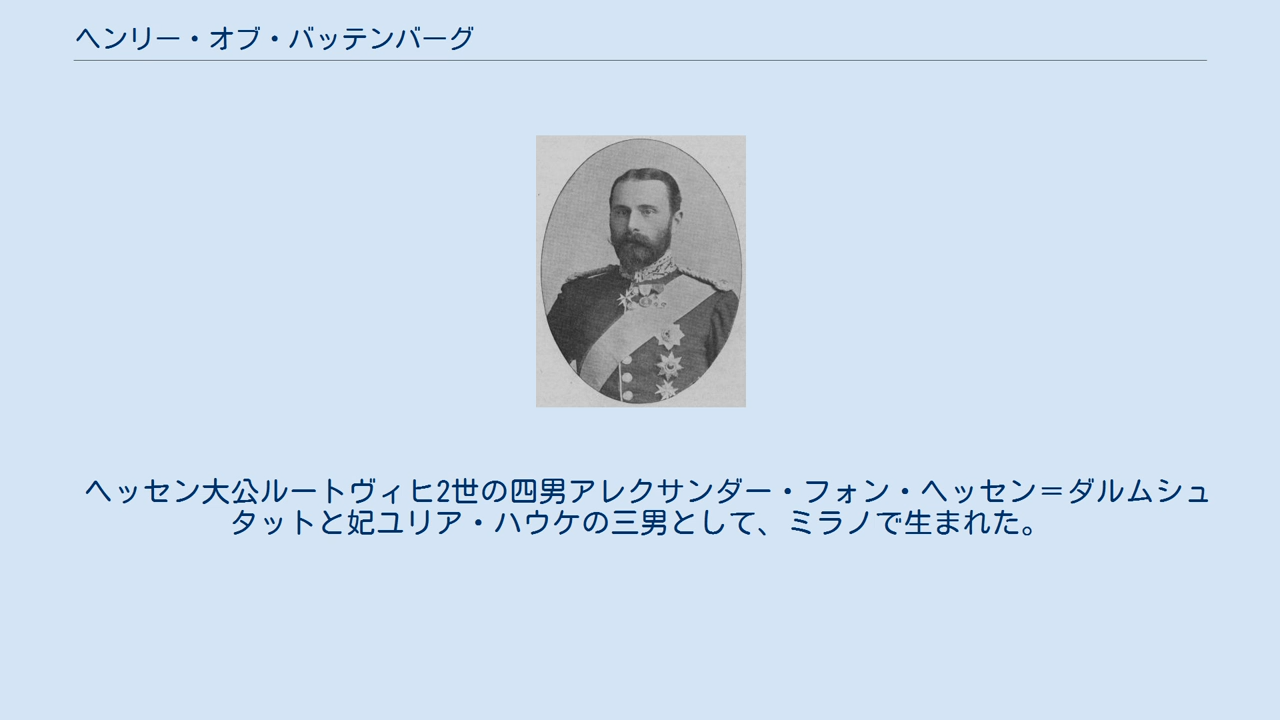 ヘンリー・オブ・バッテンバーグ
ヘッセン大公ルートヴィヒ2世の四男アレクサンダー・フォン・ヘッセン＝ダルムシュ
タットと妃ユリア・ハウケの三男として、ミラノで生まれた。